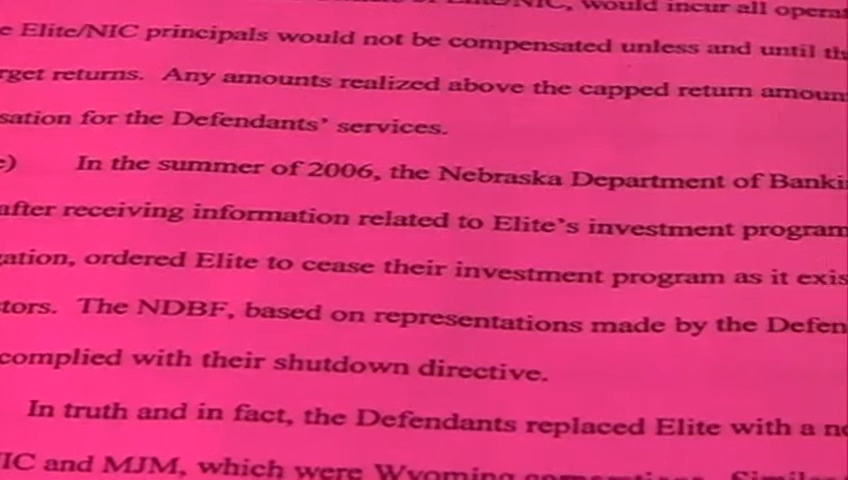 would incur all
e Elite/NIC principals would not be compensated unless and until th
rget returns. Any amounts realized above the capped return amoun
sation for the Defendants' services.
e) In the summer of 2006, the Nebraska Department of Banki
after receiving information related to Elite's investment program
gation, ordered Elite to cease their investment program as it exis
tors. The NDBF, based on representations made by the Defen
complied with their shutdown directive.
In truth and in fact, the Defendants replaced Elite with a n
IC and MJM, which were Wyoming